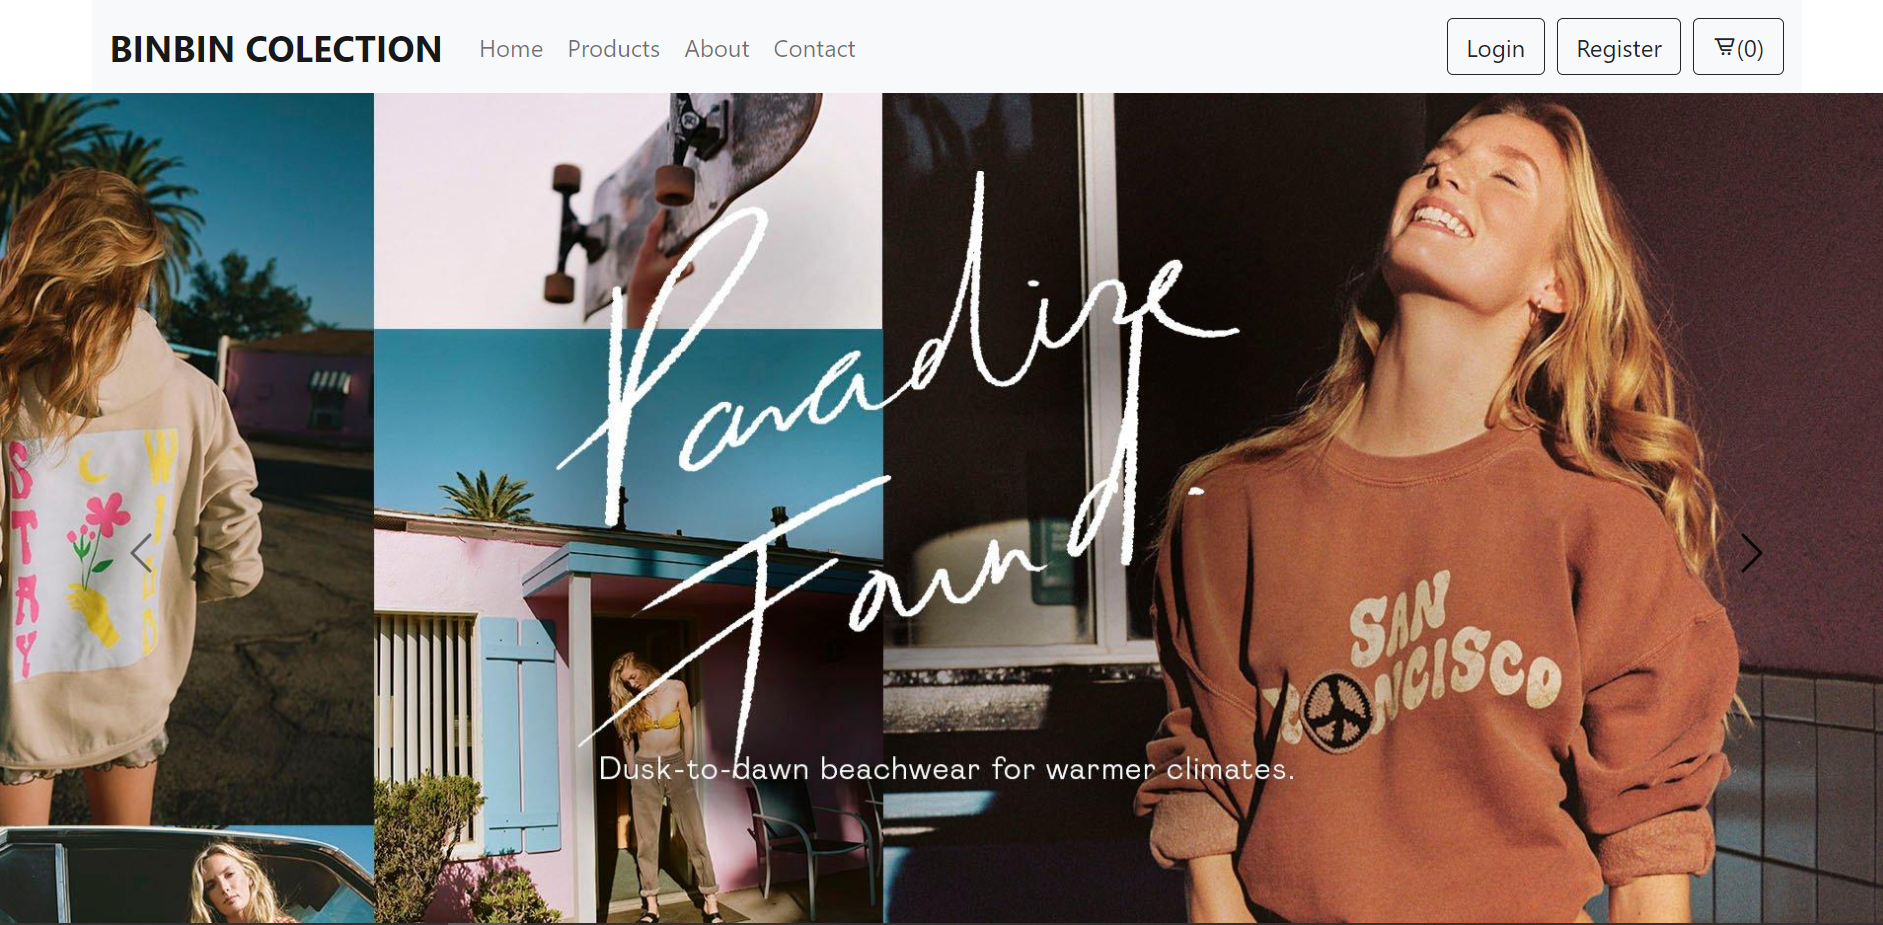 BINBIN COLECTION
Home Products About Contact
Login Register (0)
Paradise
Found.
STAY
WILD
SAN
NCISCO
Dusk-to-dawn beachwear for warmer climates.